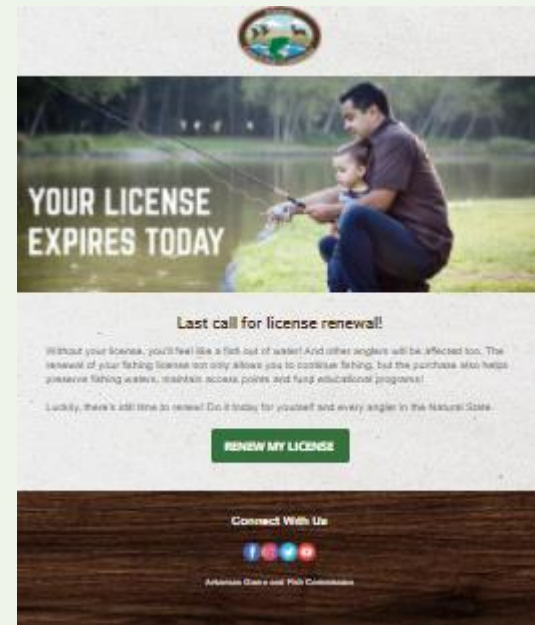 YOUR LICENSE
EXPIRES TODAY
Last call for license renewal!
Without your license, you'll feel like a fish out of water! And other anglers will be affected too. The
renewal of your fishing license not only allows you to continue fishing, but the purchase also helps
preserve fishing waters, maintain access points and fund educational programs!
Luckily, there's still time to renew! Do it today for yourself and every angler in the Natural State.
RENEW MY LICENSE
Connect With Us
Arkansas Game and Fish Commission